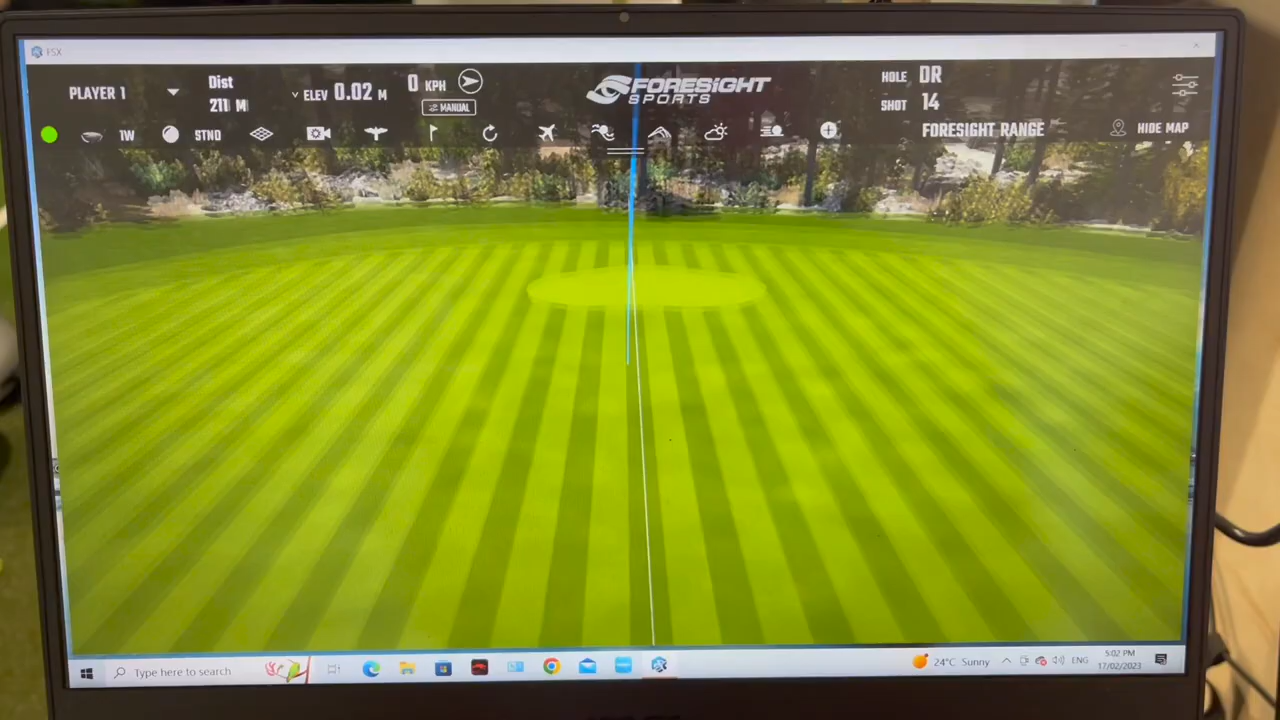 FSX
PLAYER 1
Dist
211 M
ELEV 0.02 M
0 KPH
MANUAL
FORESIGHT
SPORTS
HOLE DR
SHOT 14
1W
STND
FORESIGHT RANGE
HIDE MAP
Type here to search
24°C Sunny
ENG
5:02 PM
17/02/2023